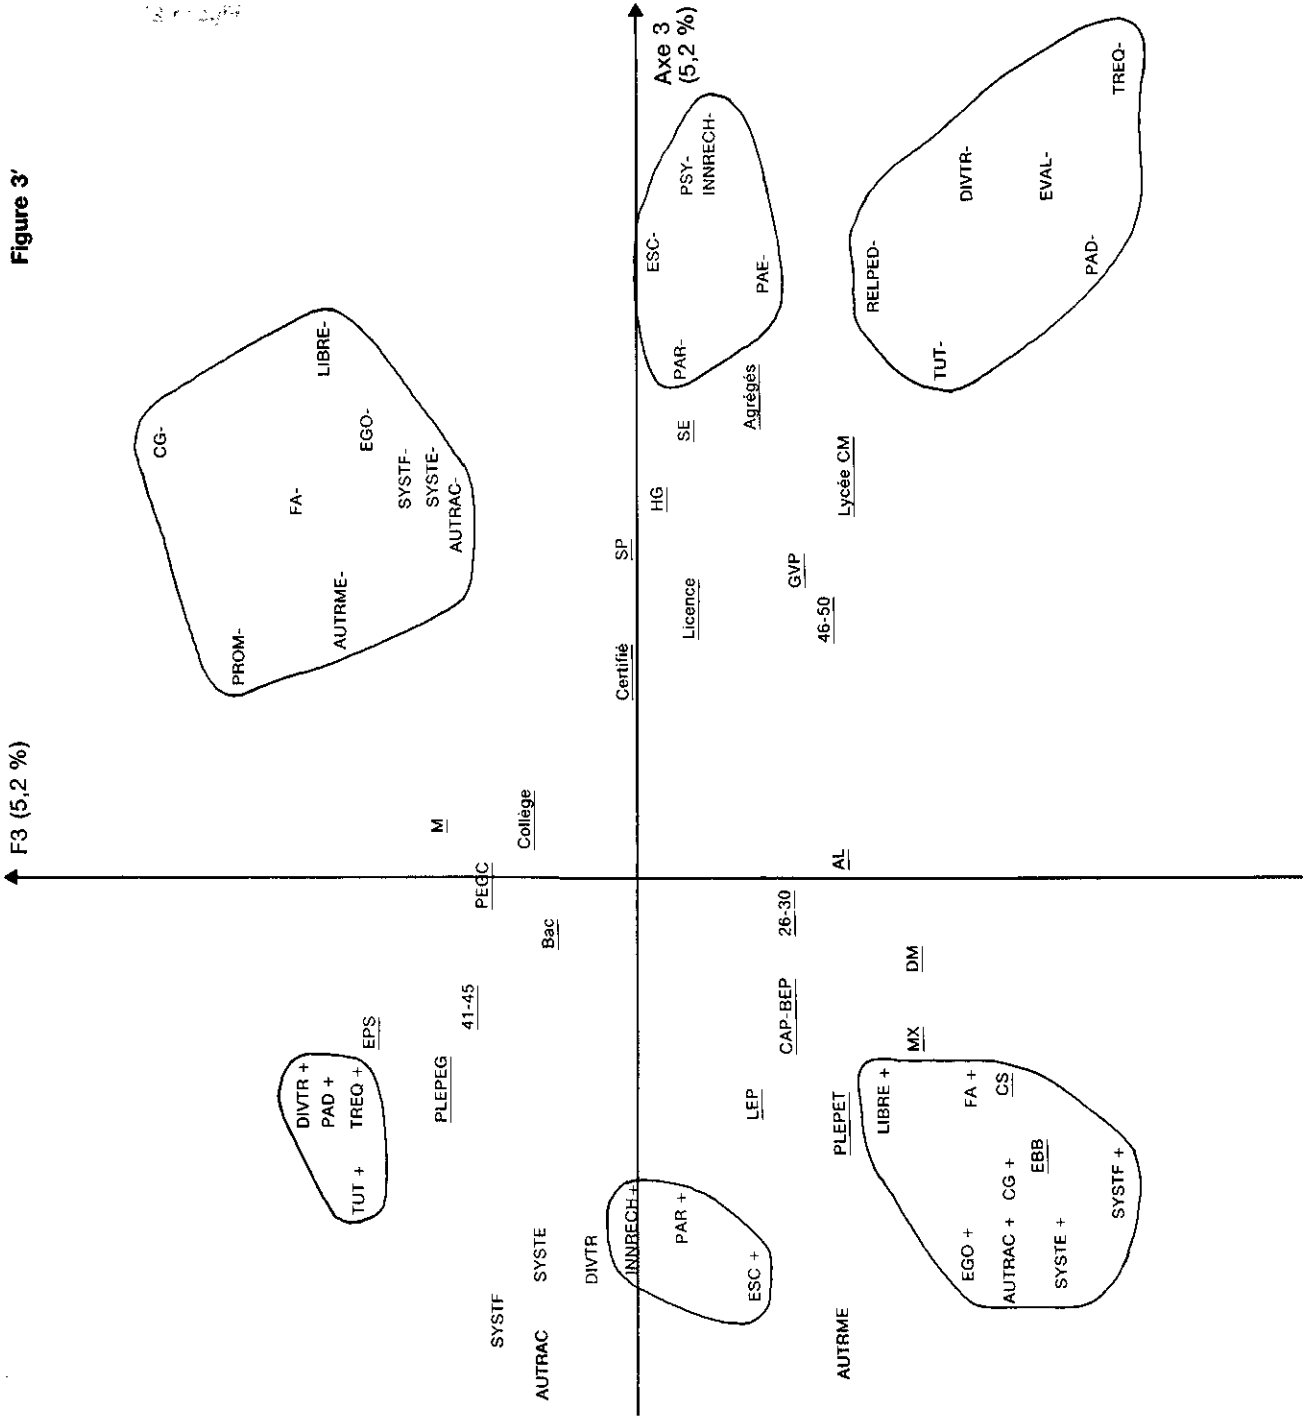 F3 (5,2 %)
Figure 3′
CG-
PROM-
FA-
DIVTR +
LIBRE-
PAD +
AUTRME-
TUT +
TREQ +
EPS
EGO-
SYSTF-
SYSTE-
PLEPEG
M
AUTRAC-
41-45
PEGC
SYSTF
Collège
AUTRAC
SYSTE
Bac
DIVTR
Certifié
SP
INNRECH +
ESC-
HG
Axe 3
(5,2 %)
PAR +
PAR-
SE
PSY-
Licence
INNRECH-
ESC +
LEP
Agrégés
PAE-
CAP-BEP
26-30
GVP
46-50
AUTRME
PLEPET
AL
Lycée CM
RELPED-
LIBRE +
MX
DM
TUT-
EGO +
FA +
DIVTR-
AUTRAC +
CG +
CS
EBB
EVAL-
SYSTE +
PAD-
SYSTF +
TREQ-